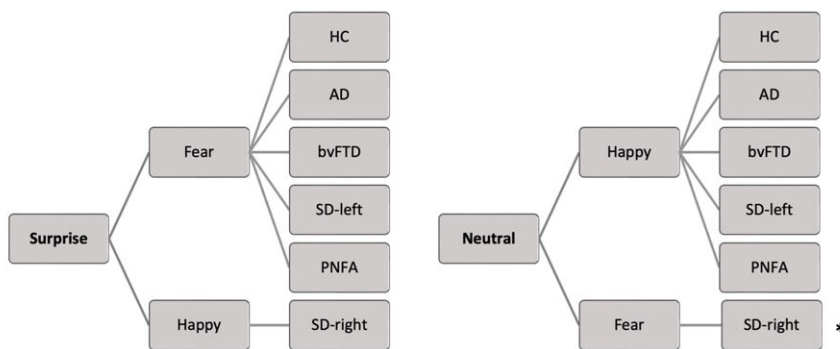 HC
AD
Fear
bvFTD
SD-left
Surprise
PNFA
Happy
SD-right
HC
AD
Happy
bvFTD
SD-left
Neutral
PNFA
Fear
SD-right *